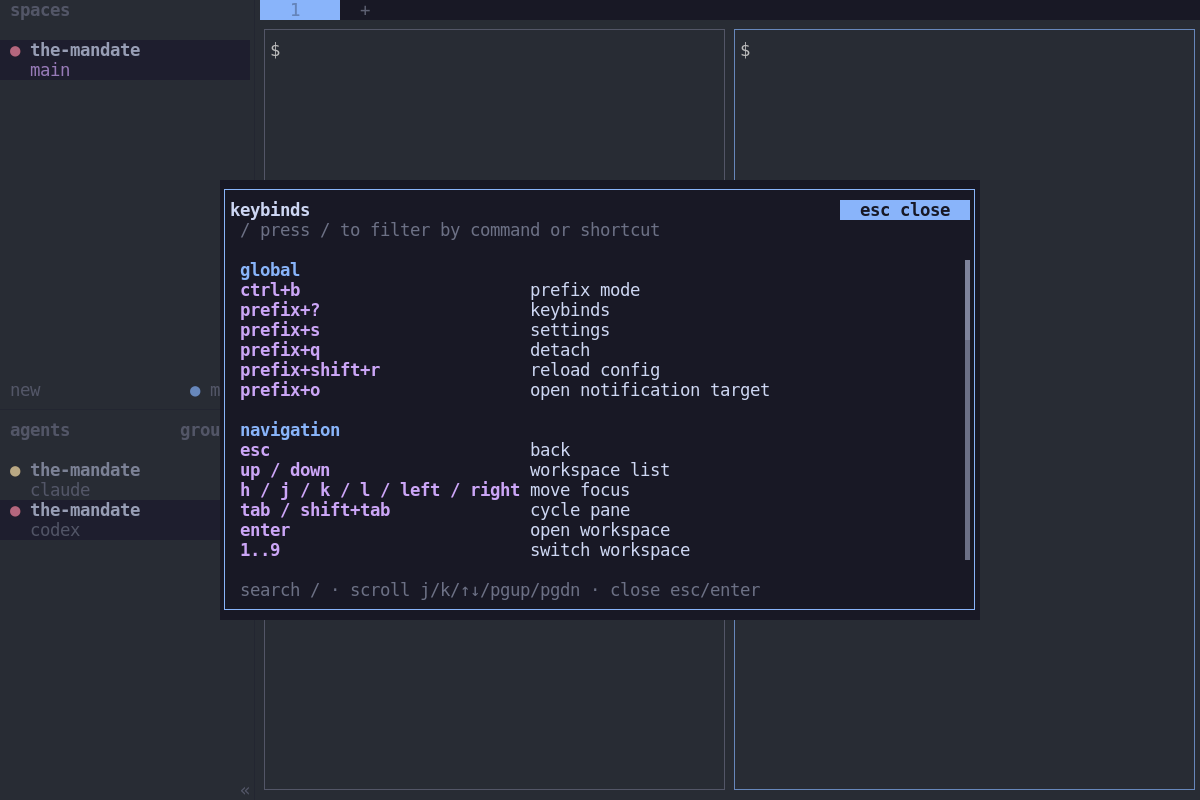 spaces
1 +
● the-mandate
main
$
$
keybinds
esc close
/ press / to filter by command or shortcut
global
ctrl+b prefix mode
prefix+? keybinds
prefix+s settings
prefix+q detach
prefix+shift+r reload config
prefix+o open notification target
navigation
esc back
up / down workspace list
h / j / k / l / left / right move focus
tab / shift+tab cycle pane
enter open workspace
1..9 switch workspace
search / · scroll j/k/↑↓/pgup/pgdn · close esc/enter
new ● m
agents grou
● the-mandate
claude
● the-mandate
codex
«